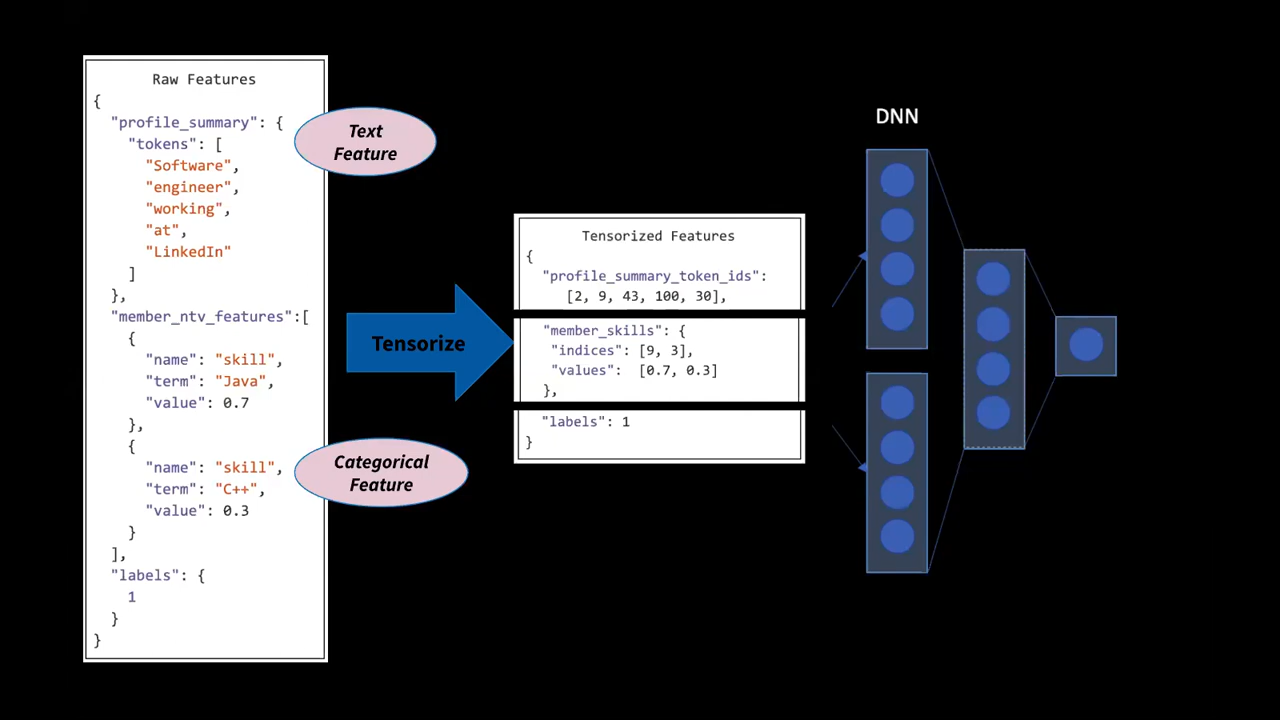 Raw Features
{
"profile_summary": {
"tokens": [
"Software",
"engineer",
"working",
"at",
"LinkedIn"
]
},
"member_ntv_features":[
{
"name": "skill",
"term": "Java",
"value": 0.7
},
{
"name": "skill",
"term": "C++",
"value": 0.3
}
],
"labels": {
1
}
}
Text
Feature
Categorical
Feature
Tensorize
Tensorized Features
{
"profile_summary_token_ids":
[2, 9, 43, 100, 30],
"member_skills": {
"indices": [9, 3],
"values": [0.7, 0.3]
},
"labels": 1
}
DNN